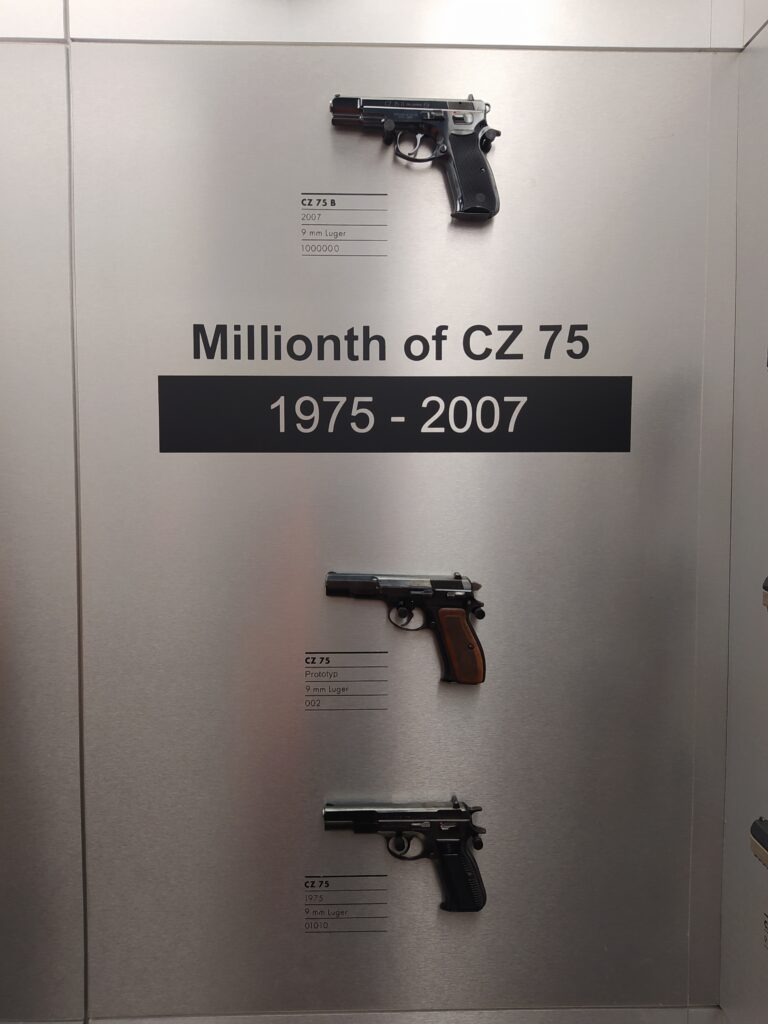 CZ 75 B
2007
9 mm Luger
1000000
Millionth of CZ 75
1975 - 2007
CZ 75
Prototyp
9 mm Luger
002
CZ 75
1975
9 mm Luger
01010